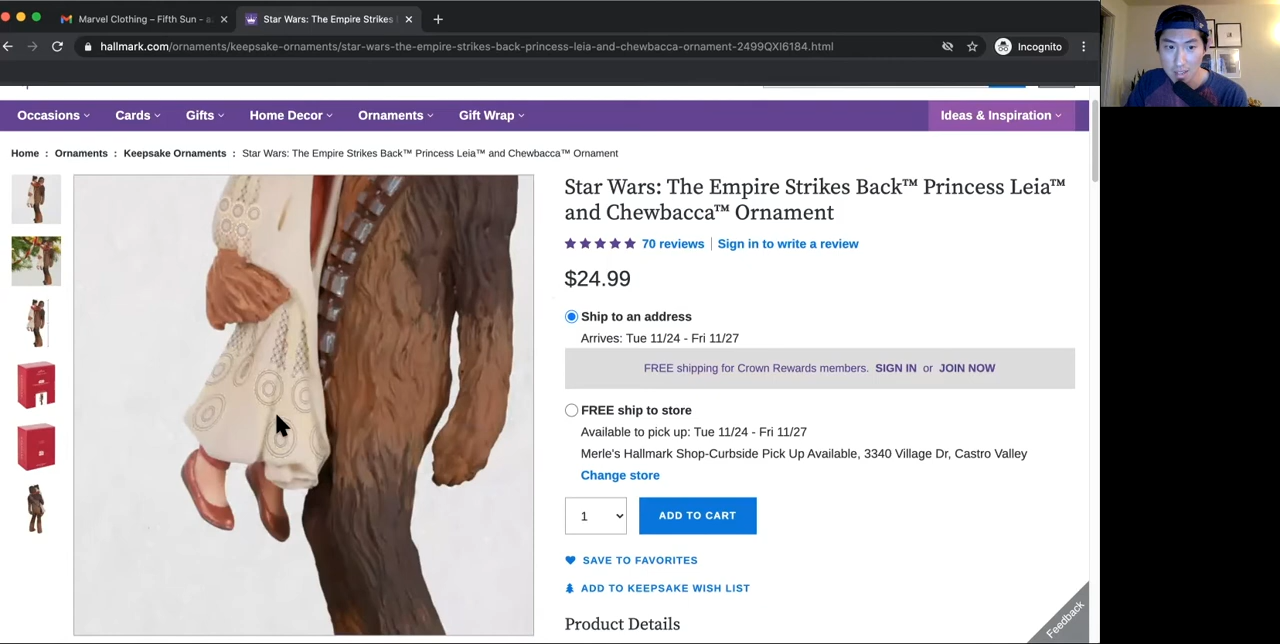 Marvel Clothing – Fifth Sun - a
Star Wars: The Empire Strikes
hallmark.com/ornaments/keepsake-ornaments/star-wars-the-empire-strikes-back-princess-leia-and-chewbacca-ornament-2499QXI6184.html
Incognito
Occasions
Cards
Gifts
Home Decor
Ornaments
Gift Wrap
Ideas & Inspiration
Home : Ornaments : Keepsake Ornaments : Star Wars: The Empire Strikes Back™ Princess Leia™ and Chewbacca™ Ornament
Star Wars: The Empire Strikes Back™ Princess Leia™
and Chewbacca™ Ornament
70 reviews | Sign in to write a review
$24.99
Ship to an address
Arrives: Tue 11/24 - Fri 11/27
FREE shipping for Crown Rewards members. SIGN IN or JOIN NOW
FREE ship to store
Available to pick up: Tue 11/24 - Fri 11/27
Merle's Hallmark Shop-Curbside Pick Up Available, 3340 Village Dr, Castro Valley
Change store
1
ADD TO CART
SAVE TO FAVORITES
ADD TO KEEPSAKE WISH LIST
Product Details
Feedback